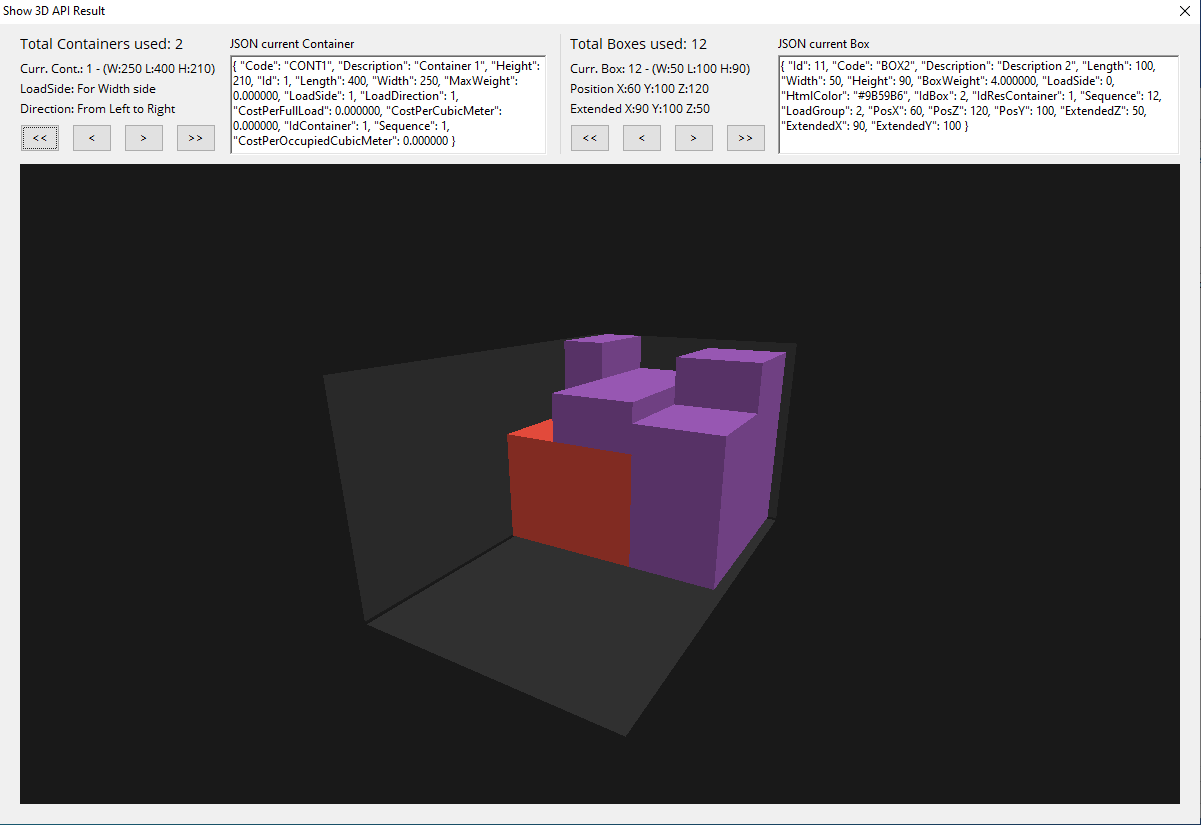 Show 3D API Result
Total Containers used: 2
Curr. Cont.: 1 - (W:250 L:400 H:210)
LoadSide: For Width side
Direction: From Left to Right
<< < > >>
JSON current Container
{ "Code": "CONT1", "Description": "Container 1", "Height":
210, "Id": 1, "Length": 400, "Width": 250, "MaxWeight":
0.000000, "LoadSide": 1, "LoadDirection": 1,
"CostPerFullLoad": 0.000000, "CostPerCubicMeter":
0.000000, "IdContainer": 1, "Sequence": 1,
"CostPerOccupiedCubicMeter": 0.000000 }
Total Boxes used: 12
Curr. Box: 12 - (W:50 L:100 H:90)
Position X:60 Y:100 Z:120
Extended X:90 Y:100 Z:50
<< < > >>
JSON current Box
{ "Id": 11, "Code": "BOX2", "Description": "Description 2", "Length": 100,
"Width": 50, "Height": 90, "BoxWeight": 4.000000, "LoadSide": 0,
"HtmlColor": "#9B59B6", "IdBox": 2, "IdResContainer": 1, "Sequence": 12,
"LoadGroup": 2, "PosX": 60, "PosZ": 120, "PosY": 100, "ExtendedZ": 50,
"ExtendedX": 90, "ExtendedY": 100 }